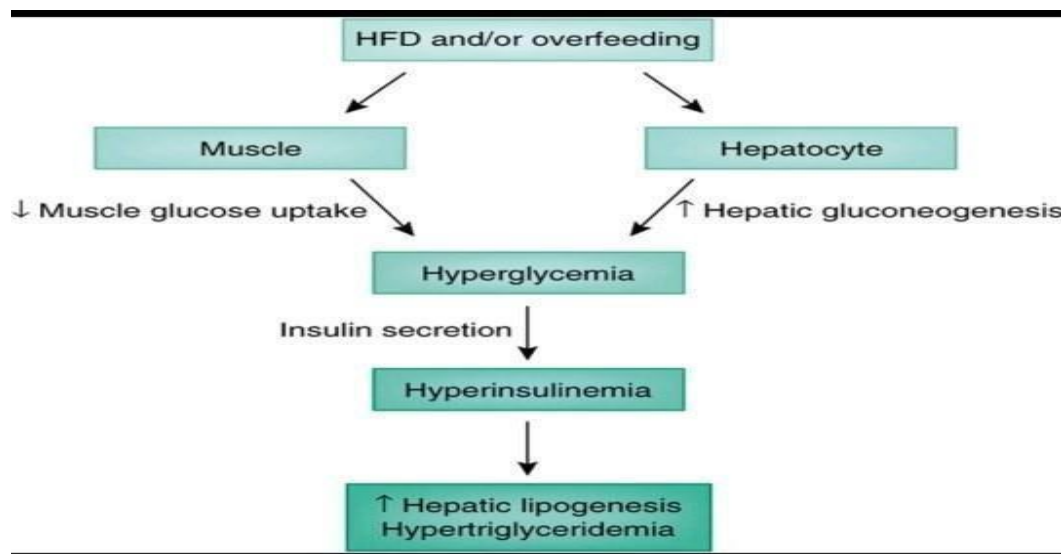 HFD and/or overfeeding
Muscle
Hepatocyte
↓ Muscle glucose uptake
↑ Hepatic gluconeogenesis
Hyperglycemia
Insulin secretion
Hyperinsulinemia
↑ Hepatic lipogenesis
Hypertriglyceridemia